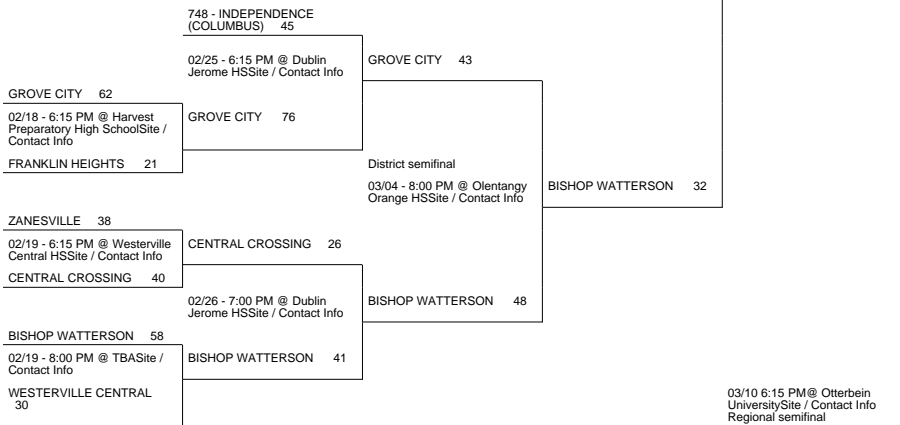 748 - INDEPENDENCE
(COLUMBUS) 45
02/25 - 6:15 PM @ Dublin
Jerome HSSite / Contact Info
GROVE CITY 43
GROVE CITY 62
02/18 - 6:15 PM @ Harvest
Preparatory High SchoolSite /
Contact Info
GROVE CITY 76
FRANKLIN HEIGHTS 21
District semifinal
03/04 - 8:00 PM @ Olentangy
Orange HSSite / Contact Info
BISHOP WATTERSON 32
ZANESVILLE 38
02/19 - 6:15 PM @ Westerville
Central HSSite / Contact Info
CENTRAL CROSSING 26
CENTRAL CROSSING 40
02/26 - 7:00 PM @ Dublin
Jerome HSSite / Contact Info
BISHOP WATTERSON 48
BISHOP WATTERSON 58
02/19 - 8:00 PM @ TBASite /
Contact Info
BISHOP WATTERSON 41
WESTERVILLE CENTRAL
30
03/10 6:15 PM@ Otterbein
UniversitySite / Contact Info
Regional semifinal